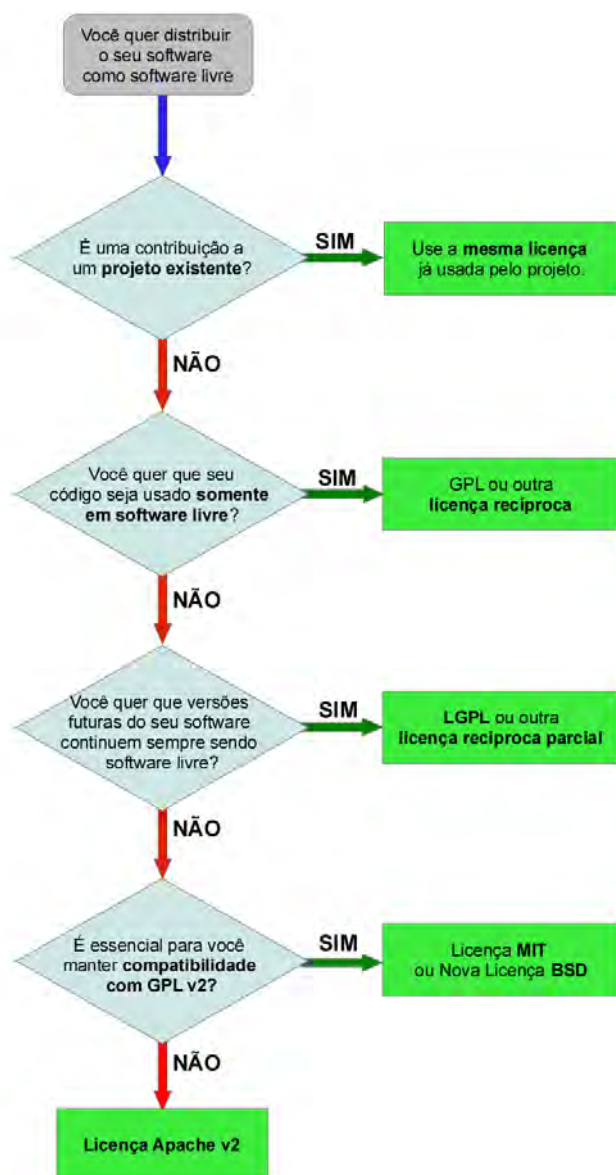 Você quer distribuir
o seu software
como software livre
É uma contribuição a
um projeto existente?
SIM
Use a mesma licença
já usada pelo projeto.
NÃO
Você quer que seu
código seja usado somente
em software livre?
SIM
GPL ou outra
licença recíproca
NÃO
Você quer que versões
futuras do seu software
continuem sempre sendo
software livre?
SIM
LGPL ou outra
licença reciproca parcial
NÃO
É essencial para você
manter compatibilidade
com GPL v2?
SIM
Licença MIT
ou Nova Licença BSD
NÃO
Licença Apache v2